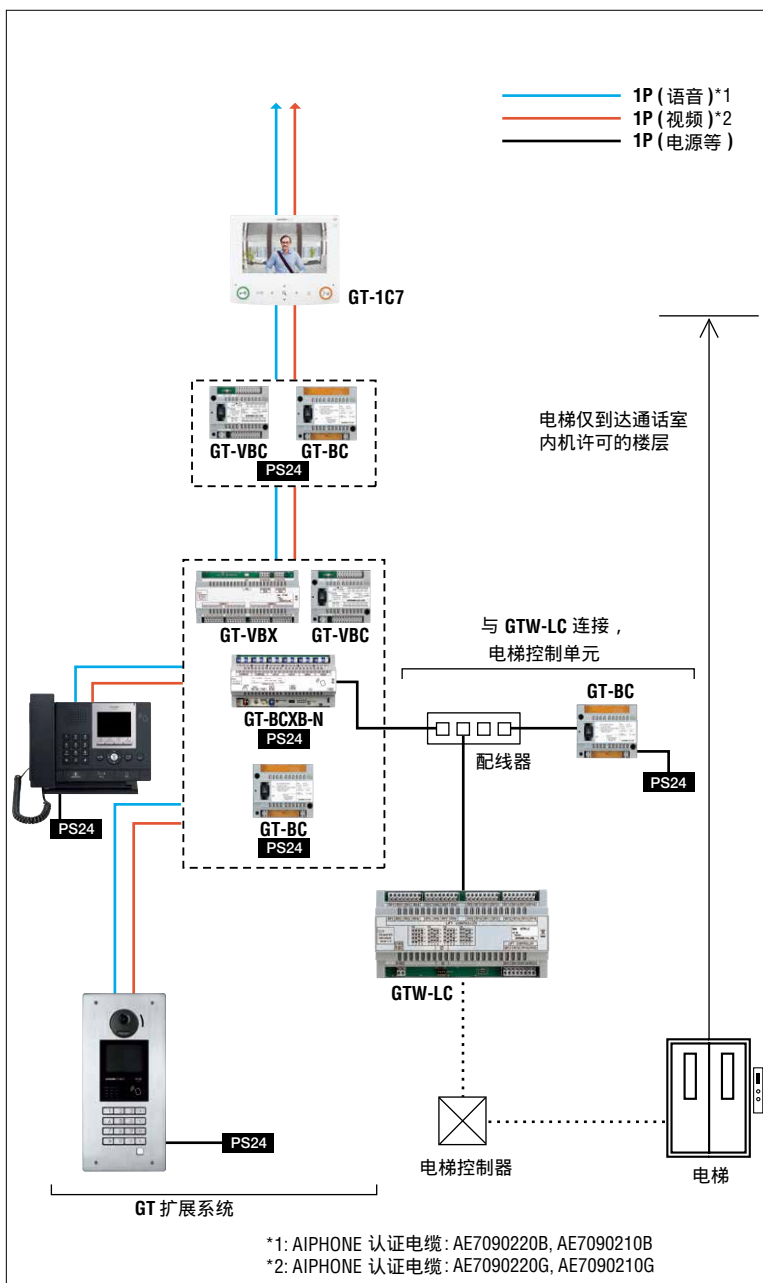 1P ( 语音 )*1
1P ( 视频 )*2
1P ( 电源等 )
GT-1C7
GT-VBC
GT-BC
PS24
电梯仅到达通话室
内机许可的楼层
GT-VBX
GT-VBC
与 GTW-LC 连接，
电梯控制单元
GT-BCXB-N
PS24
GT-BC
配线器
PS24
PS24
GT-BC
PS24
GTW-LC
PS24
电梯控制器
电梯
GT 扩展系统
*1: AIPHONE 认证电缆: AE7090220B, AE7090210B
*2: AIPHONE 认证电缆: AE7090220G, AE7090210G